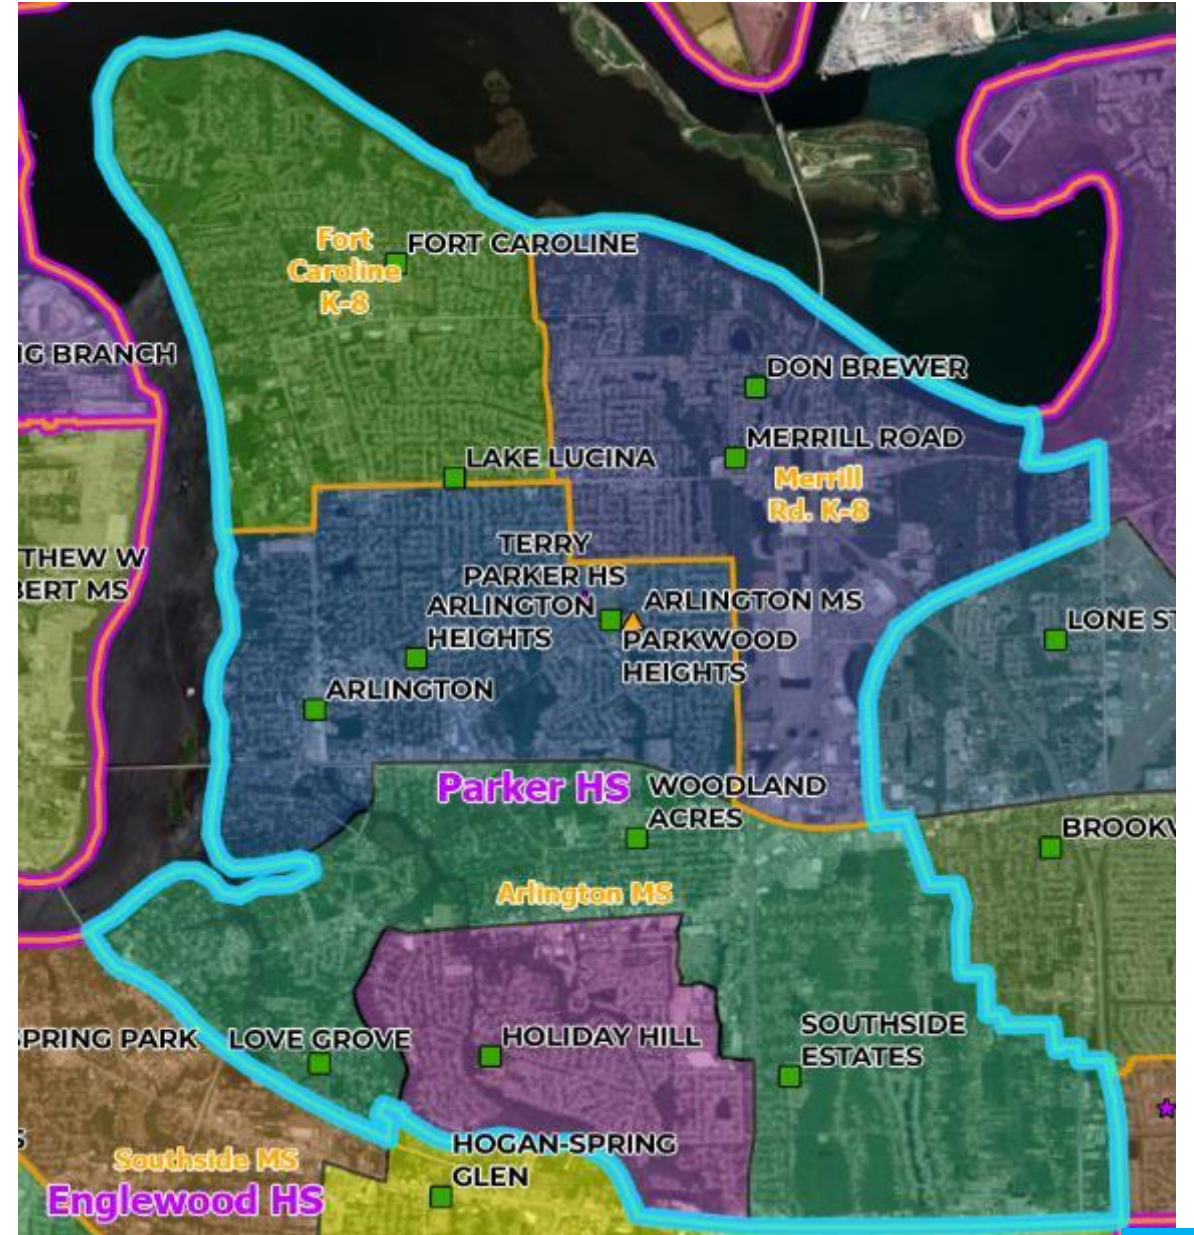 Fort
Caroline
K-8
FORT CAROLINE
IG BRANCH
DON BREWER
MERRILL ROAD
Merrill
Rd. K-8
LAKE LUCINA
THEW W
BERT MS
TERRY
PARKER HS
ARLINGTON
HEIGHTS
ARLINGTON MS
PARKWOOD
HEIGHTS
LONE ST
ARLINGTON
Parker HS
WOODLAND
ACRES
BROOKV
Arlington MS
SPRING PARK
LOVE GROVE
HOLIDAY HILL
SOUTHSIDE
ESTATES
S
Southside MS
Englewood HS
HOGAN-SPRING
GLEN